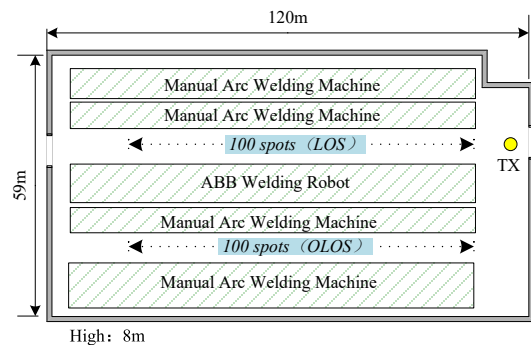 120m
Manual Arc Welding Machine
Manual Arc Welding Machine
100 spots（LOS）
TX
59m
ABB Welding Robot
Manual Arc Welding Machine
100 spots（OLOS）
Manual Arc Welding Machine
High：8m